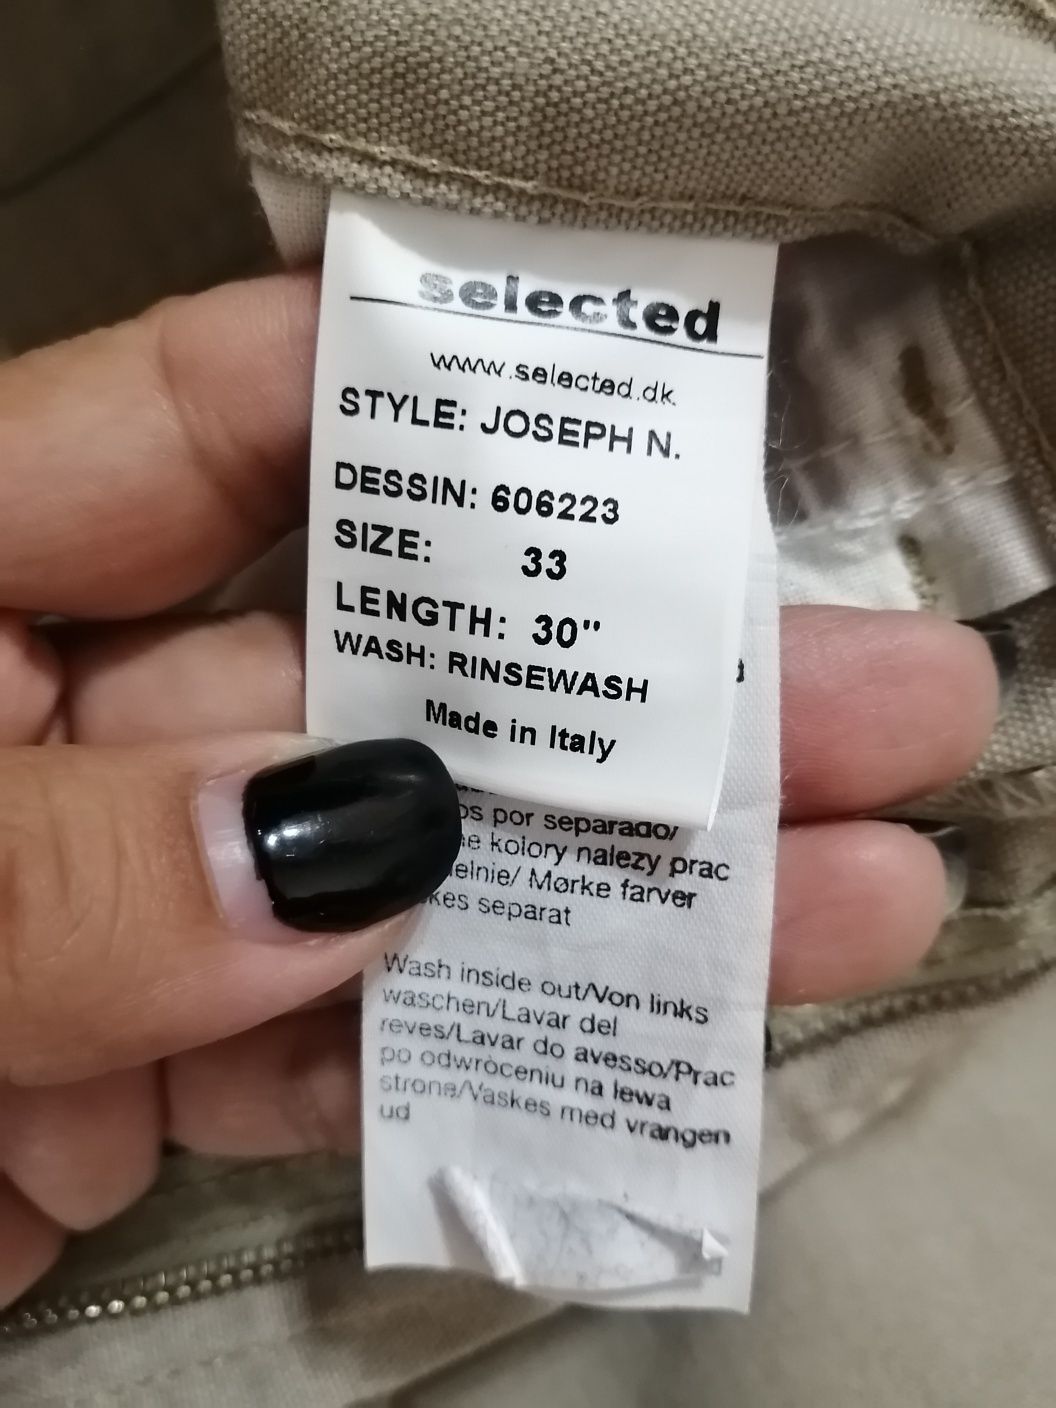 selected
www.selected.dk
STYLE: JOSEPH N.
DESSIN: 606223
SIZE: 33
LENGTH: 30"
WASH: RINSEWASH
Made in Italy
por separado/
kolory nalezy prac
Mørke farver
separat
Wash inside out/Von links
waschen/Lavar del
reves/Lavar do avesso/Prac
po odwròceniu na lewa
strone/Vaskes med vrangen
ud